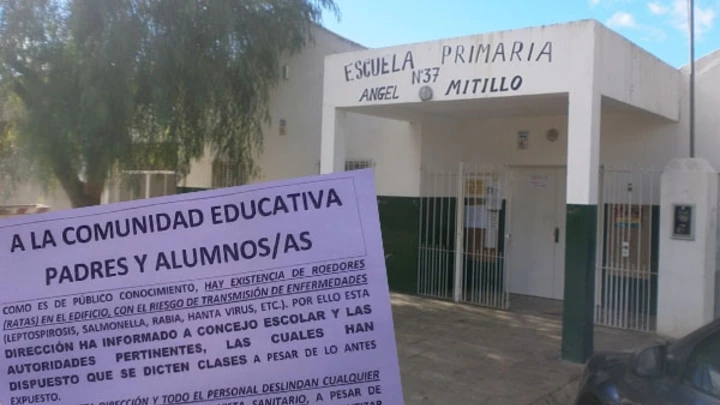 ESCUELA PRIMARIA
Nº37
ANGEL MITILLO
A LA COMUNIDAD EDUCATIVA
PADRES Y ALUMNOS/AS
COMO ES DE PÚBLICO CONOCIMIENTO, HAY EXISTENCIA DE ROEDORES
(RATAS) EN EL EDIFICIO, CON EL RIESGO DE TRANSMISIÓN DE ENFERMEDADES
(LEPTOSPIROSIS, SALMONELLA, RABIA, HANTA VIRUS, ETC.). POR ELLO ESTA
DIRECCIÓN HA INFORMADO A CONCEJO ESCOLAR Y LAS
AUTORIDADES PERTINENTES, LAS CUALES HAN
DISPUESTO QUE SE DICTEN CLASES A PESAR DE LO ANTES
EXPUESTO.
DIRECCIÓN Y TODO EL PERSONAL DESLINDAN CUALQUIER
SANITARIO, A PESAR DE